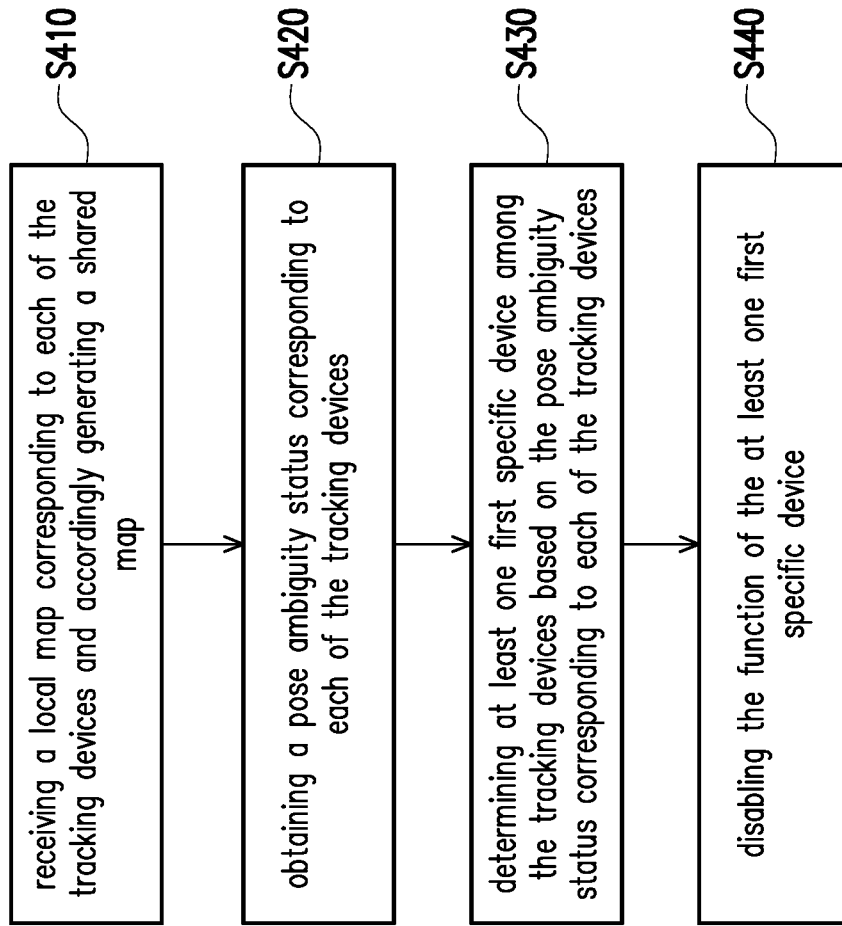 receiving a local map corresponding to each of the
tracking devices and accordingly generating a shared
map
S410
obtaining a pose ambiguity status corresponding to
each of the tracking devices
S420
determining at least one first specific device among
the tracking devices based on the pose ambiguity
status corresponding to each of the tracking devices
S430
disabling the function of the at least one first
specific device
S440